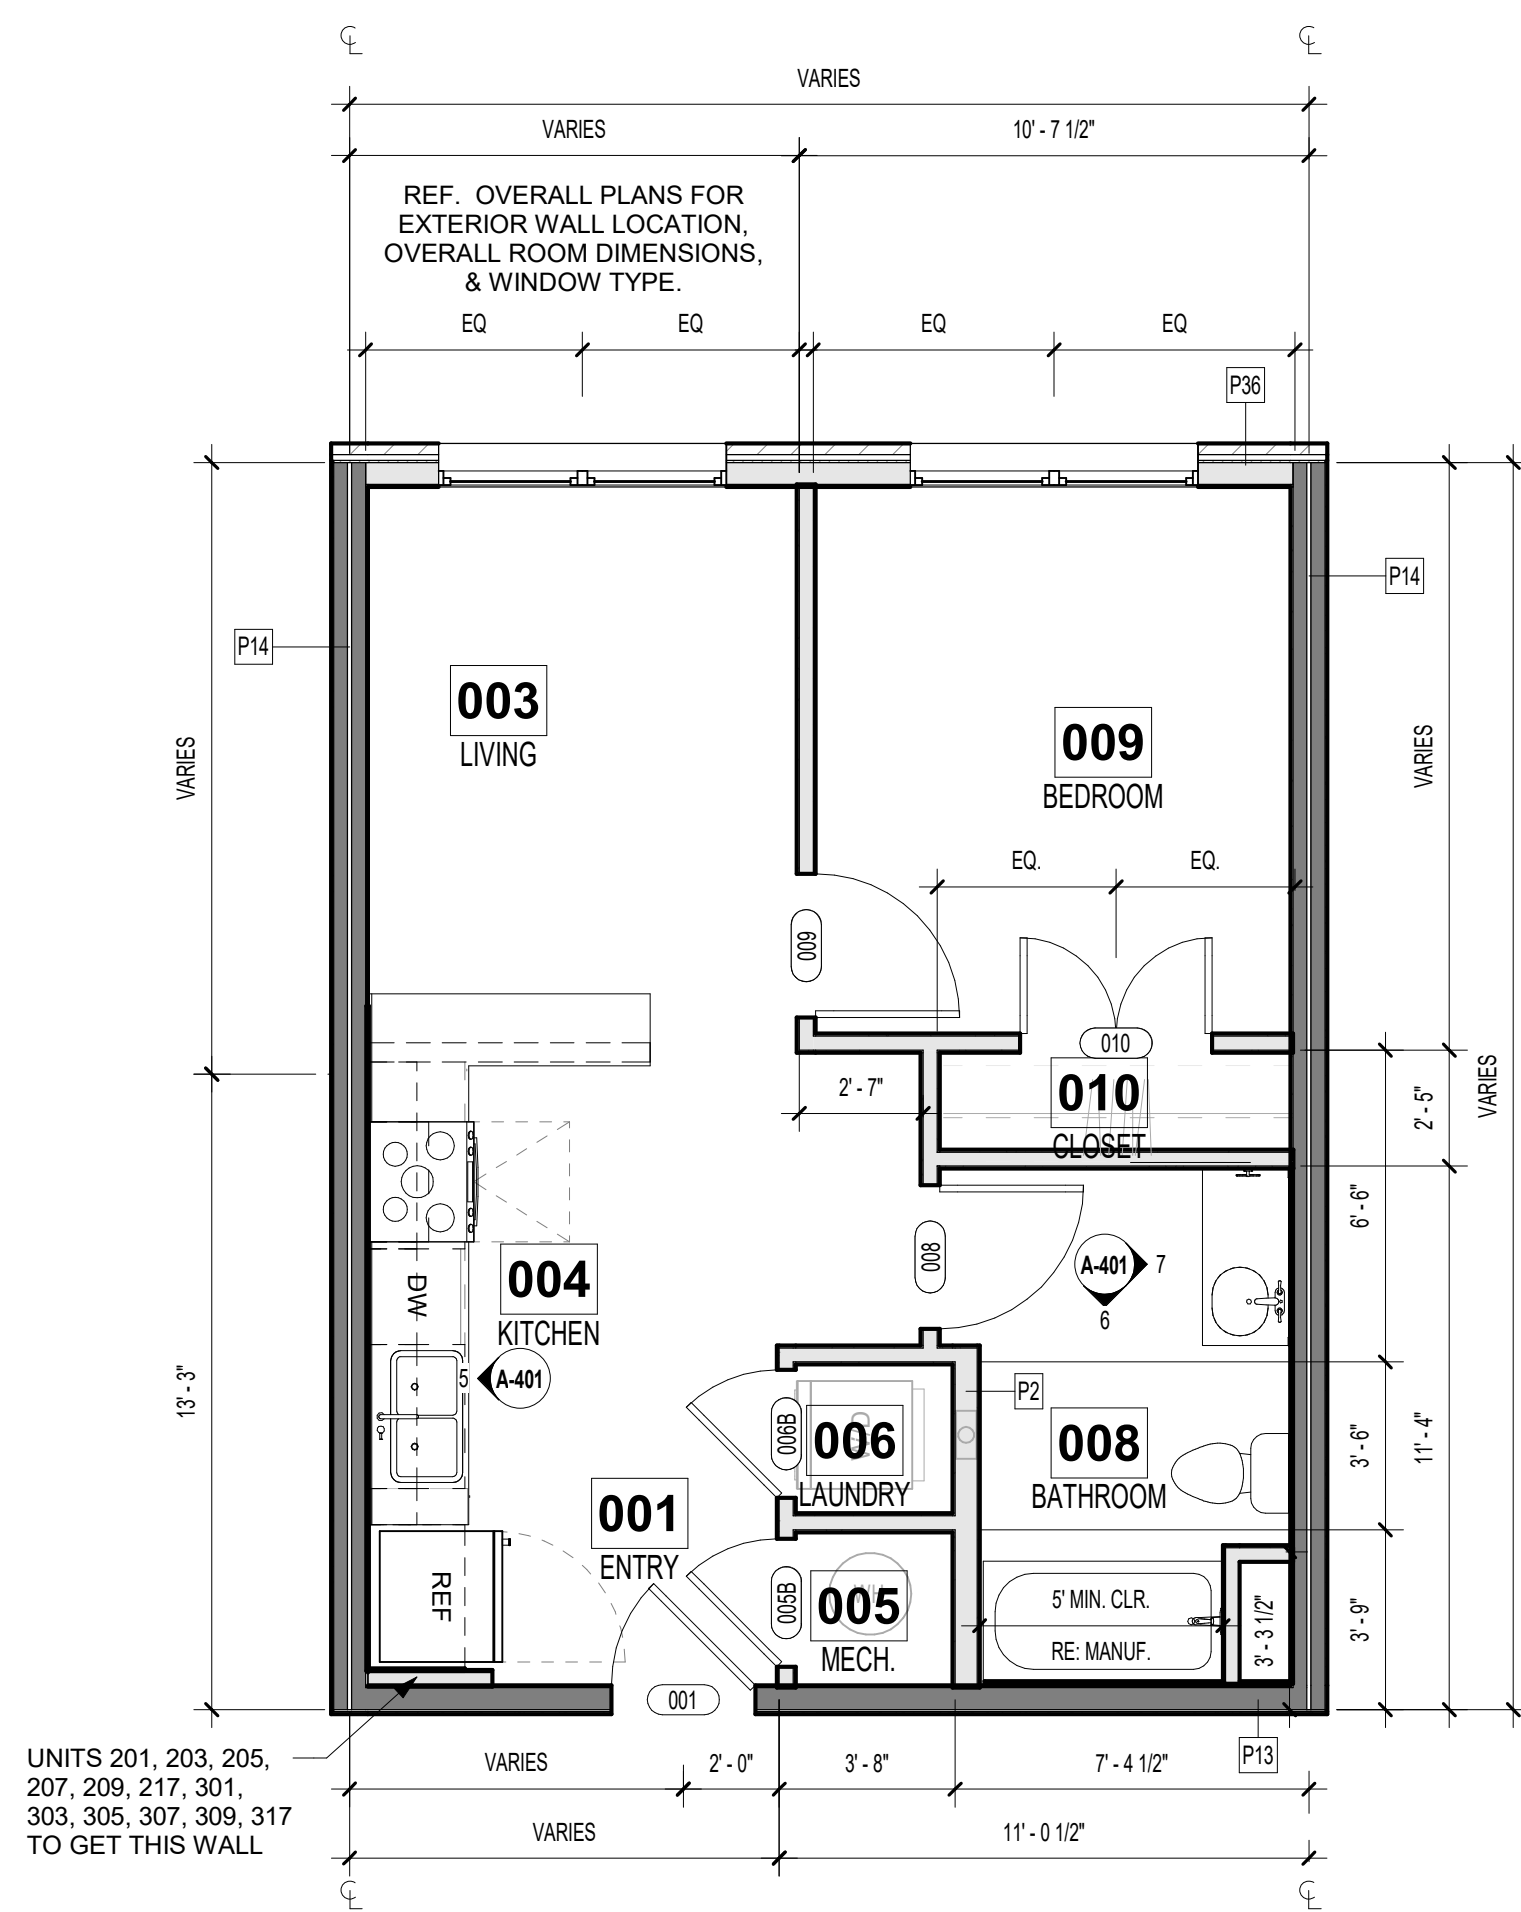 ℄ ℄
VARIES
VARIES 10' - 7 1/2"
REF. OVERALL PLANS FOR
EXTERIOR WALL LOCATION,
OVERALL ROOM DIMENSIONS,
& WINDOW TYPE.
EQ EQ EQ EQ
P36
P14
P14
003
LIVING
009
BEDROOM
VARIES
VARIES
EQ. EQ.
009
010
010
CLOSET
2' - 7"
2' - 5"
VARIES
6' - 6"
008
A-401 7
6
004
KITCHEN
DW
5 A-401
13' - 3"
P2
006B
W/D
006
LAUNDRY
008
BATHROOM
3' - 6"
11' - 4"
001
ENTRY
REF
005B
WH
005
MECH.
5' MIN. CLR.
RE: MANUF.
3' - 3 1/2"
3' - 9"
001
P13
UNITS 201, 203, 205,
207, 209, 217, 301,
303, 305, 307, 309, 317
TO GET THIS WALL
VARIES 2' - 0" 3' - 8" 7' - 4 1/2"
VARIES 11' - 0 1/2"
℄ ℄